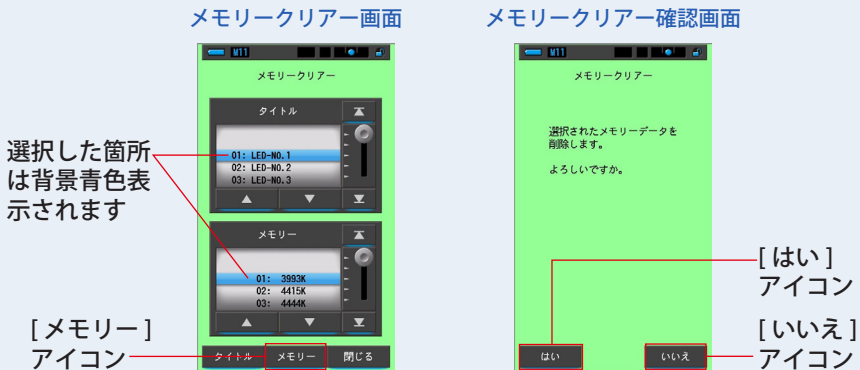 メモリークリアー画面
メモリークリアー確認画面
M11
メモリークリアー
タイトル
01: LED-NO.1
02: LED-NO.2
03: LED-NO.3
メモリー
01: 3993K
02: 4415K
03: 4444K
タイトル
メモリー
閉じる
選択した箇所
は背景青色表
示されます
[ メモリー ]
アイコン
M11
メモリークリアー
選択されたメモリーデータを
削除します。
よろしいですか。
はい
いいえ
[ はい ]
アイコン
[ いいえ ]
アイコン